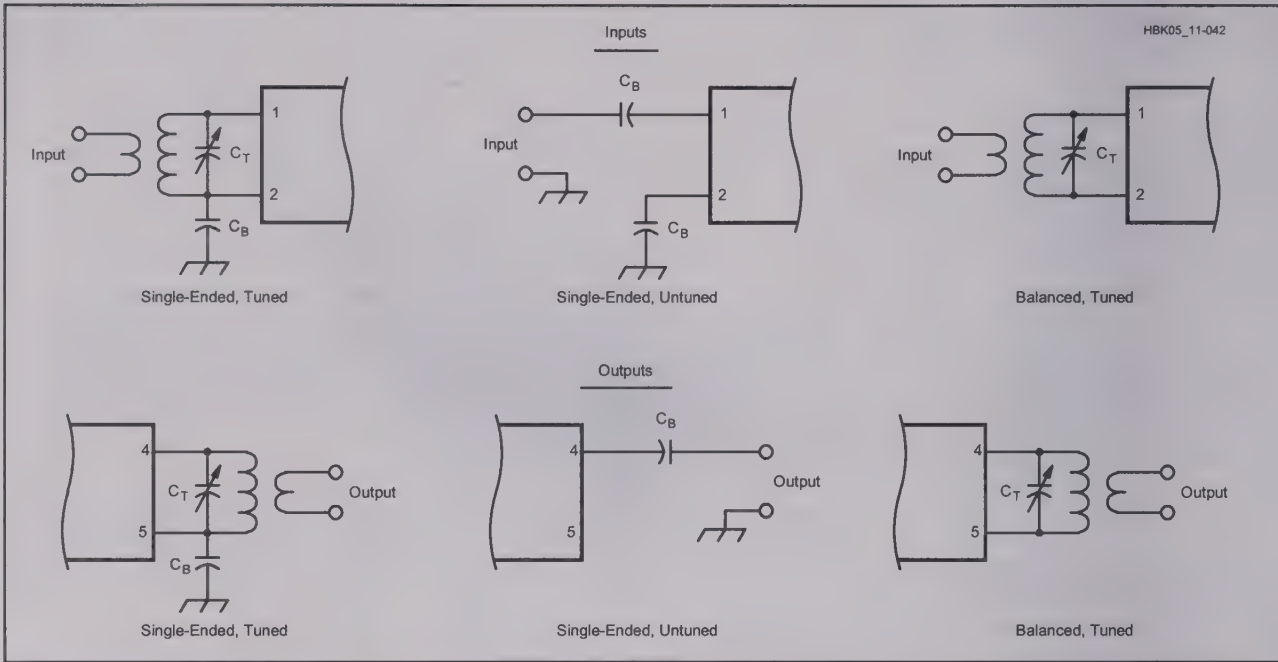 HBK05_11-042
Inputs
Input
1
C_T
2
C_B
Single-Ended, Tuned
C_B
Input
1
2
C_B
Single-Ended, Untuned
Input
1
C_T
2
Balanced, Tuned
Outputs
4
C_T
5
C_B
Output
Single-Ended, Tuned
C_B
4
5
Output
Single-Ended, Untuned
4
C_T
5
Output
Balanced, Tuned